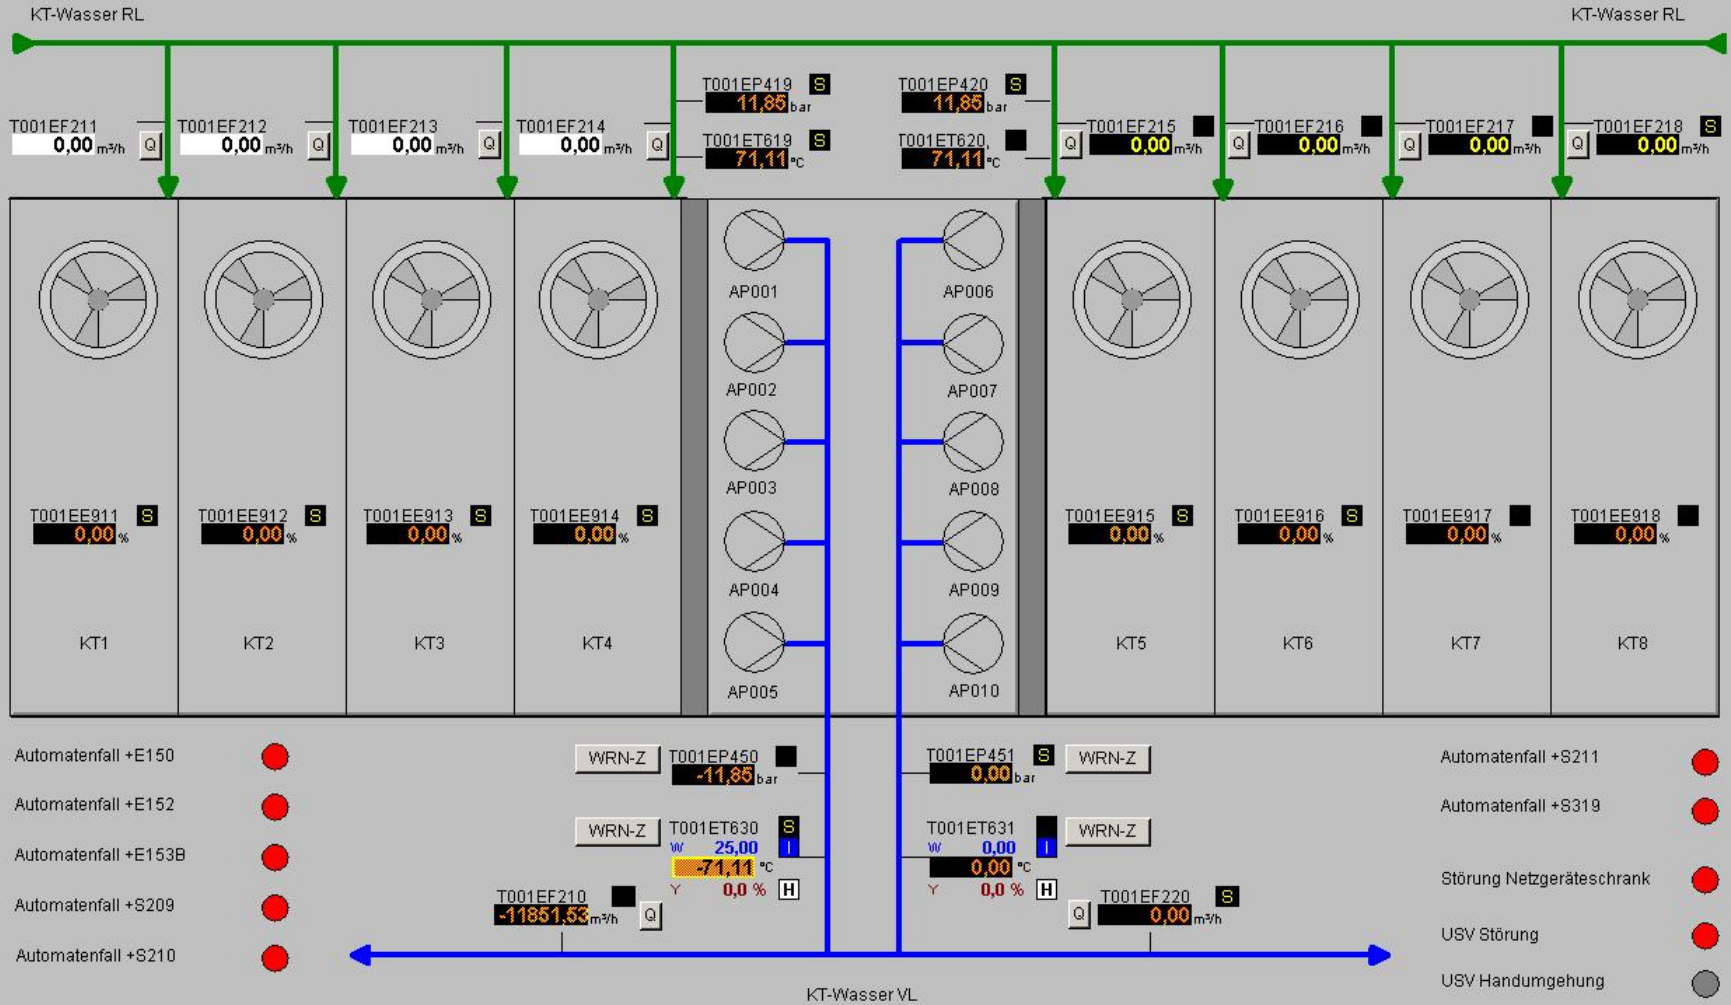 KT-Wasser RL
KT-Wasser RL
T001EF211
0,00 m³/h Q
T001EF212
0,00 m³/h Q
T001EF213
0,00 m³/h Q
T001EF214
0,00 m³/h Q
T001EP419 S
11,85 bar
T001ET619 S
71,11 °C
T001EP420 S
11,85 bar
T001ET620.
71,11 °C
T001EF215
Q 0,00 m³/h
T001EF216
Q 0,00 m³/h
T001EF217
Q 0,00 m³/h
T001EF218 S
Q 0,00 m³/h
AP001
AP002
AP003
AP004
AP005
AP006
AP007
AP008
AP009
AP010
T001EE911 S
0,00 %
T001EE912 S
0,00 %
T001EE913 S
0,00 %
T001EE914 S
0,00 %
T001EE915 S
0,00 %
T001EE916 S
0,00 %
T001EE917
0,00 %
T001EE918
0,00 %
KT1
KT2
KT3
KT4
KT5
KT6
KT7
KT8
Automatenfall +E150
Automatenfall +E152
Automatenfall +E153B
Automatenfall +S209
Automatenfall +S210
WRN-Z
T001EP450
-11,85 bar
WRN-Z
T001ET630 S
W 25,00 I
-71,11 °C
Y 0,0 % H
T001EF210
-11851,53 m³/h Q
T001EP451 S
0,00 bar
WRN-Z
T001ET631
W 0,00 I
0,00 °C
Y 0,0 % H
WRN-Z
T001EF220 S
Q 0,00 m³/h
KT-Wasser VL
Automatenfall +S211
Automatenfall +S319
Störung Netzgeräteschrank
USV Störung
USV Handumgehung